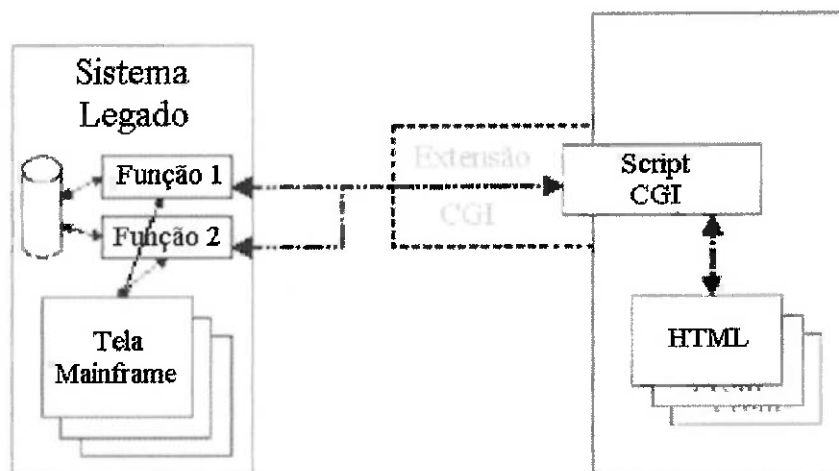 Sistema
Legado
Função 1
Função 2
Tela
Mainframe
Extensão
CGI
Script
CGI
HTML